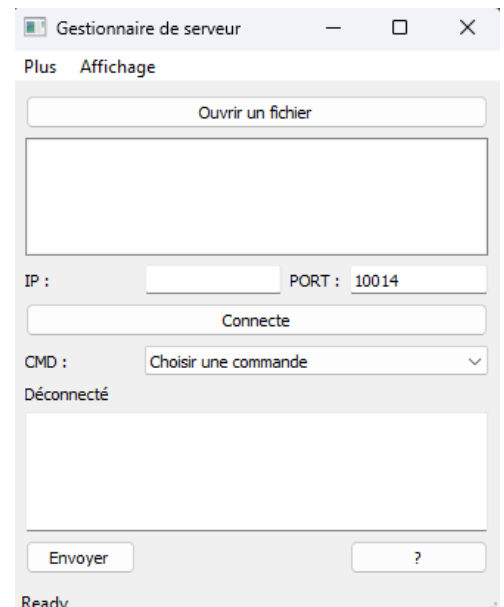 Gestionnaire de serveur
Plus Affichage
Ouvrir un fichier
IP : PORT : 10014
Connecte
CMD : Choisir une commande
Déconnecté
Envoyer ?
Ready